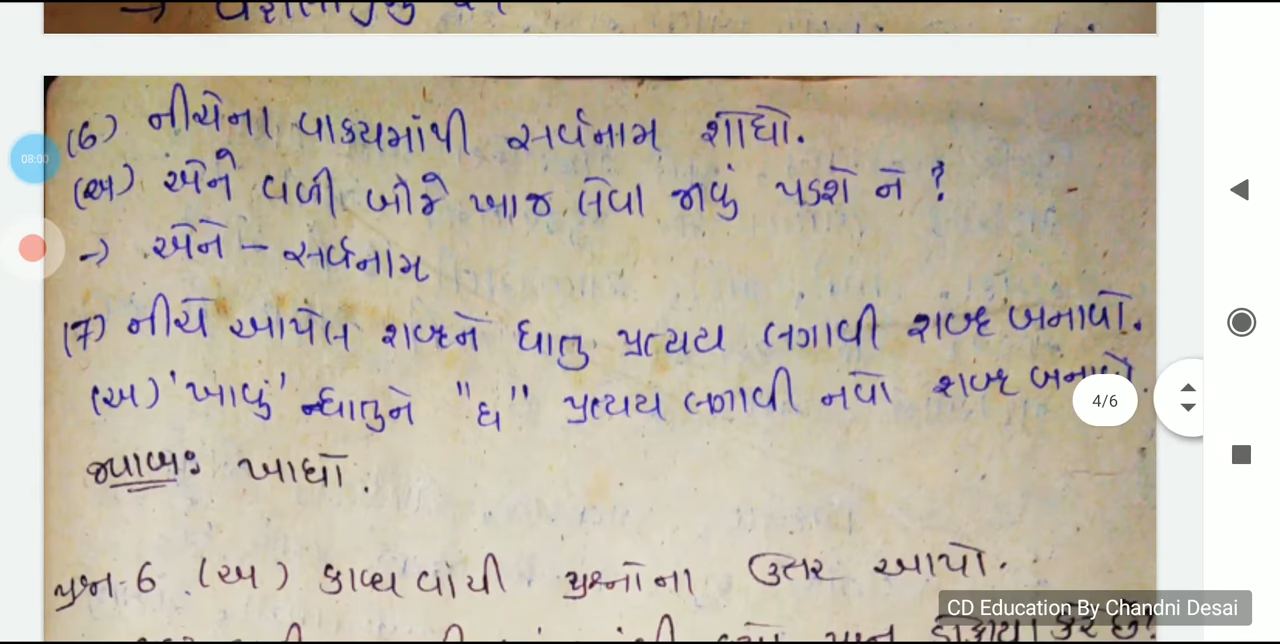 (6) નીચેના વાક્યમાંથી સર્વનામ શોધો.
08:00
(અ) એને વળી બોરે ખાજ લેવા જાવું પડશે ને ?
→ એને – સર્વનામ
(7) નીચે આપેલ શબ્દને ધાતુ પ્રત્યય લગાવી શબ્દ બનાવો.
(અ) 'ખાવું' ધાતુને "ધ" પ્રત્યય લગાવી નવો શબ્દ બનાવો.
4/6
જવાબઃ ખાધો.
પ્રશ્ન-6 (અ) કાવ્ય વાંચી પ્રશ્નોના ઉત્તર આપો.
CD Education By Chandni Desai